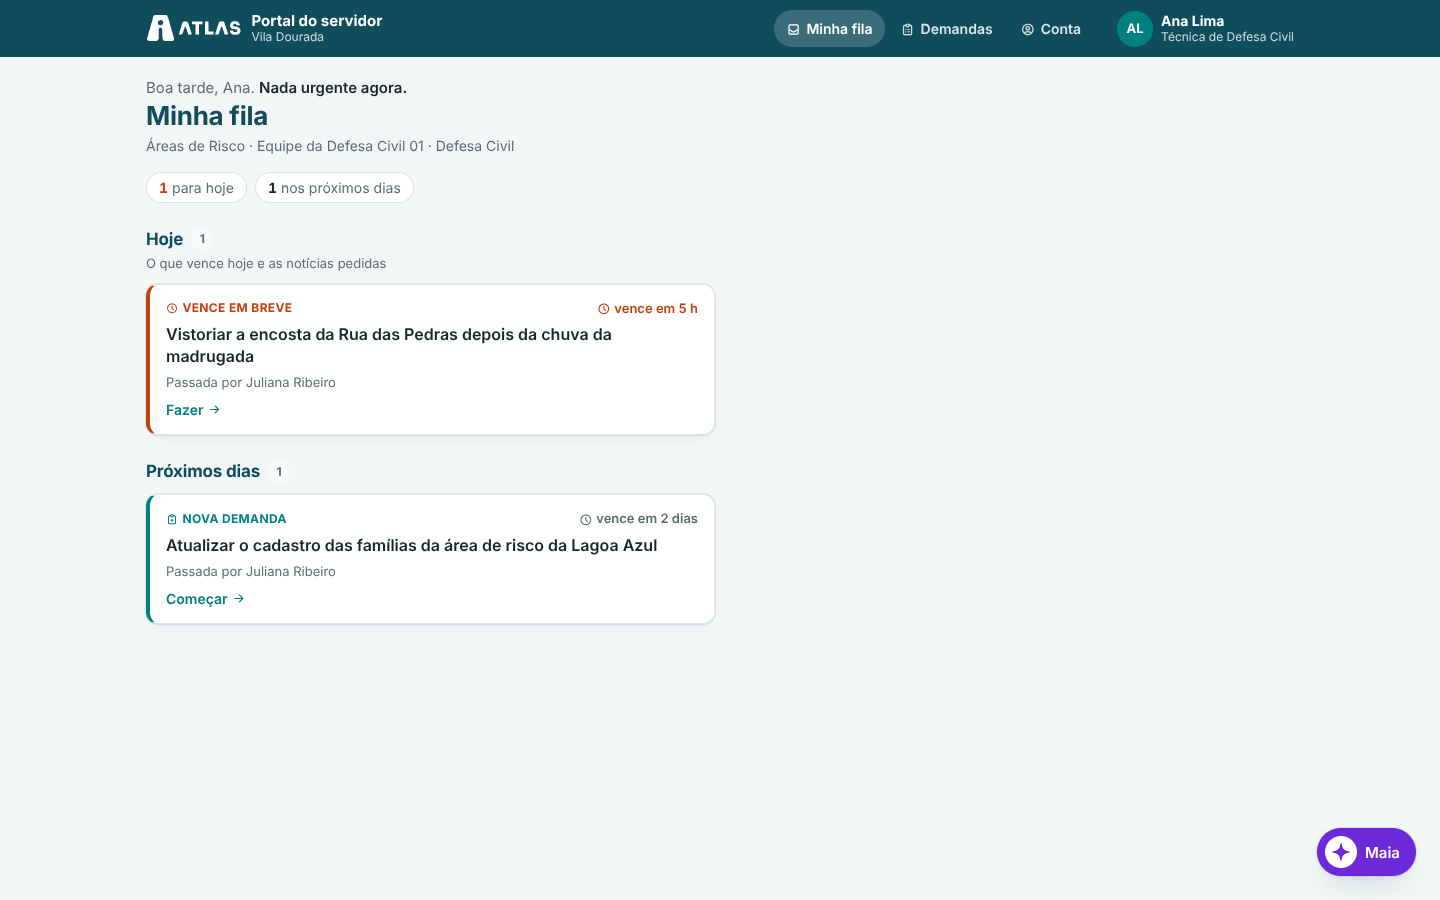 ATLAS
Portal do servidor
Vila Dourada
Minha fila
Demandas
Conta
AL
Ana Lima
Técnica de Defesa Civil
Boa tarde, Ana. Nada urgente agora.
Minha fila
Áreas de Risco · Equipe da Defesa Civil 01 · Defesa Civil
1 para hoje
1 nos próximos dias
Hoje 1
O que vence hoje e as notícias pedidas
VENCE EM BREVE
vence em 5 h
Vistoriar a encosta da Rua das Pedras depois da chuva da
madrugada
Passada por Juliana Ribeiro
Fazer →
Próximos dias 1
NOVA DEMANDA
vence em 2 dias
Atualizar o cadastro das famílias da área de risco da Lagoa Azul
Passada por Juliana Ribeiro
Começar →
Maia